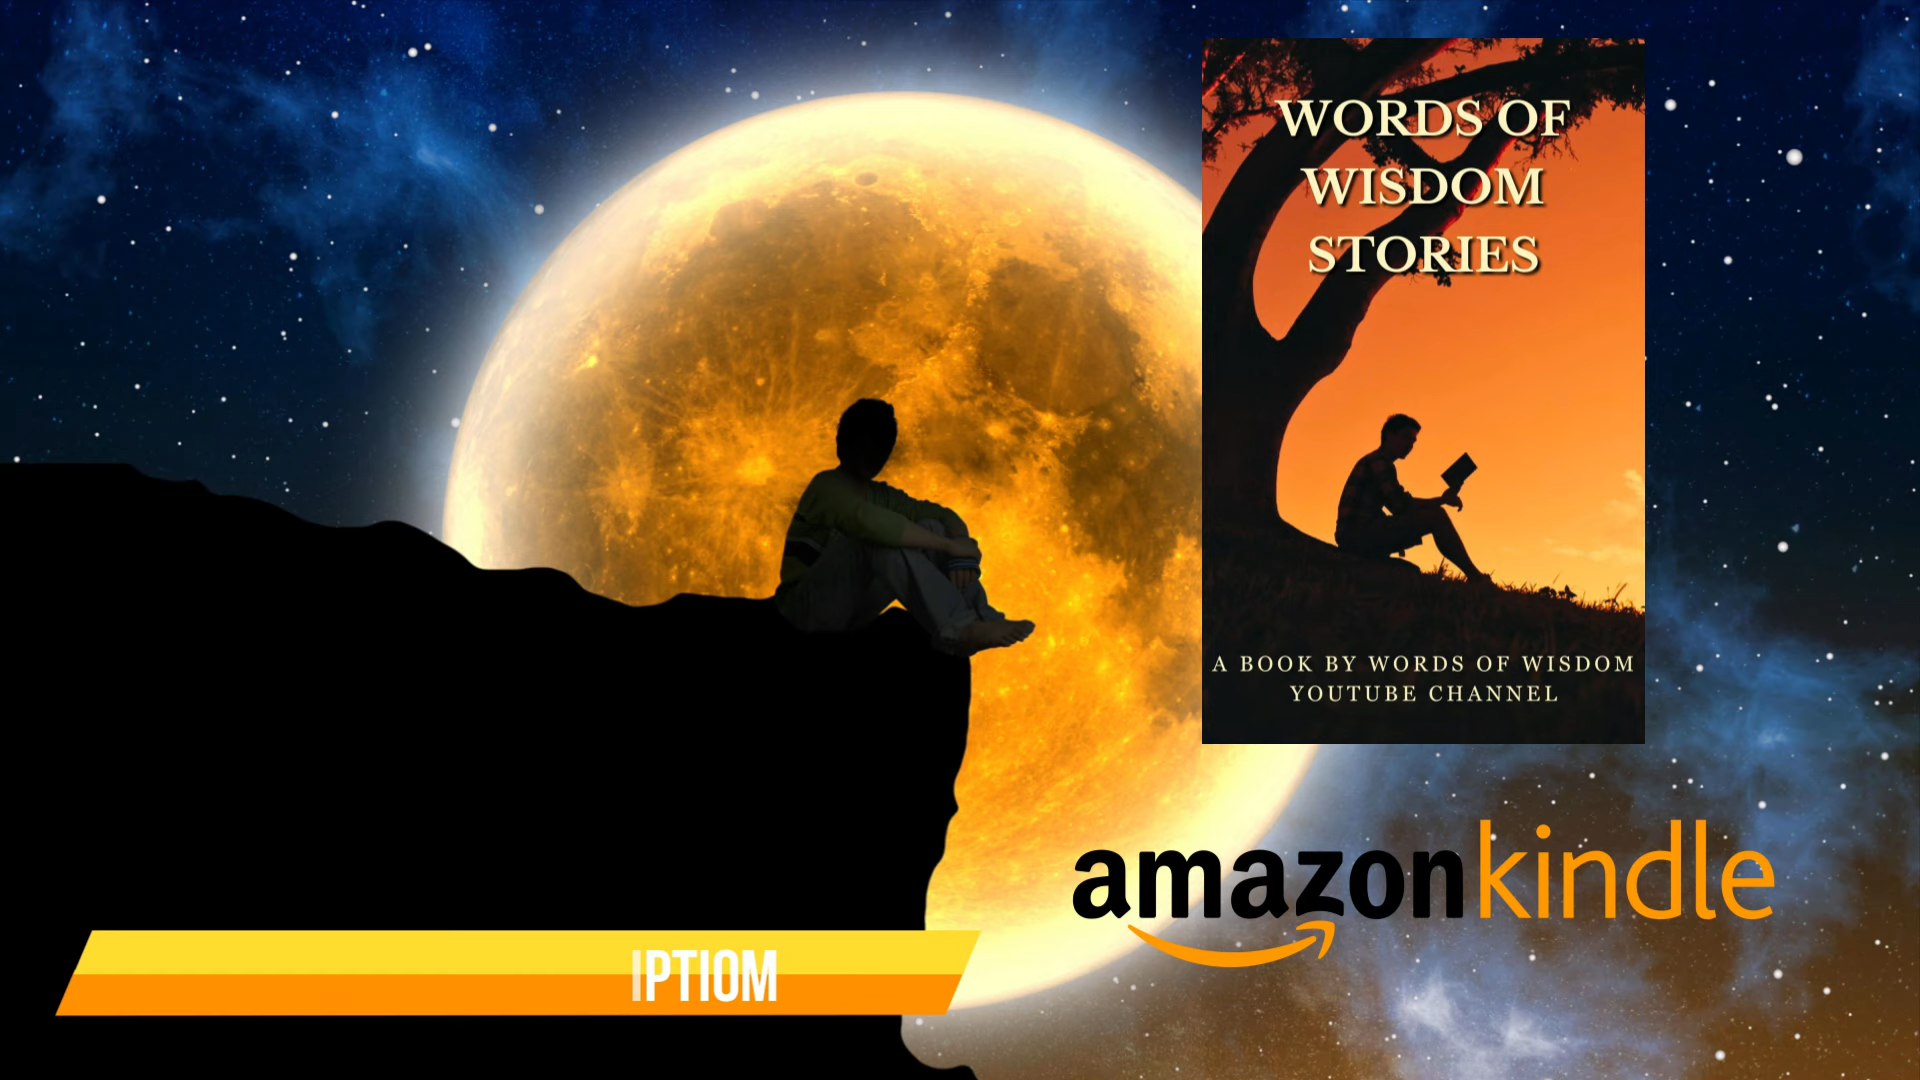 WORDS OF
WISDOM
STORIES
A BOOK BY WORDS OF WISDOM
YOUTUBE CHANNEL
amazonkindle
IPTIOM